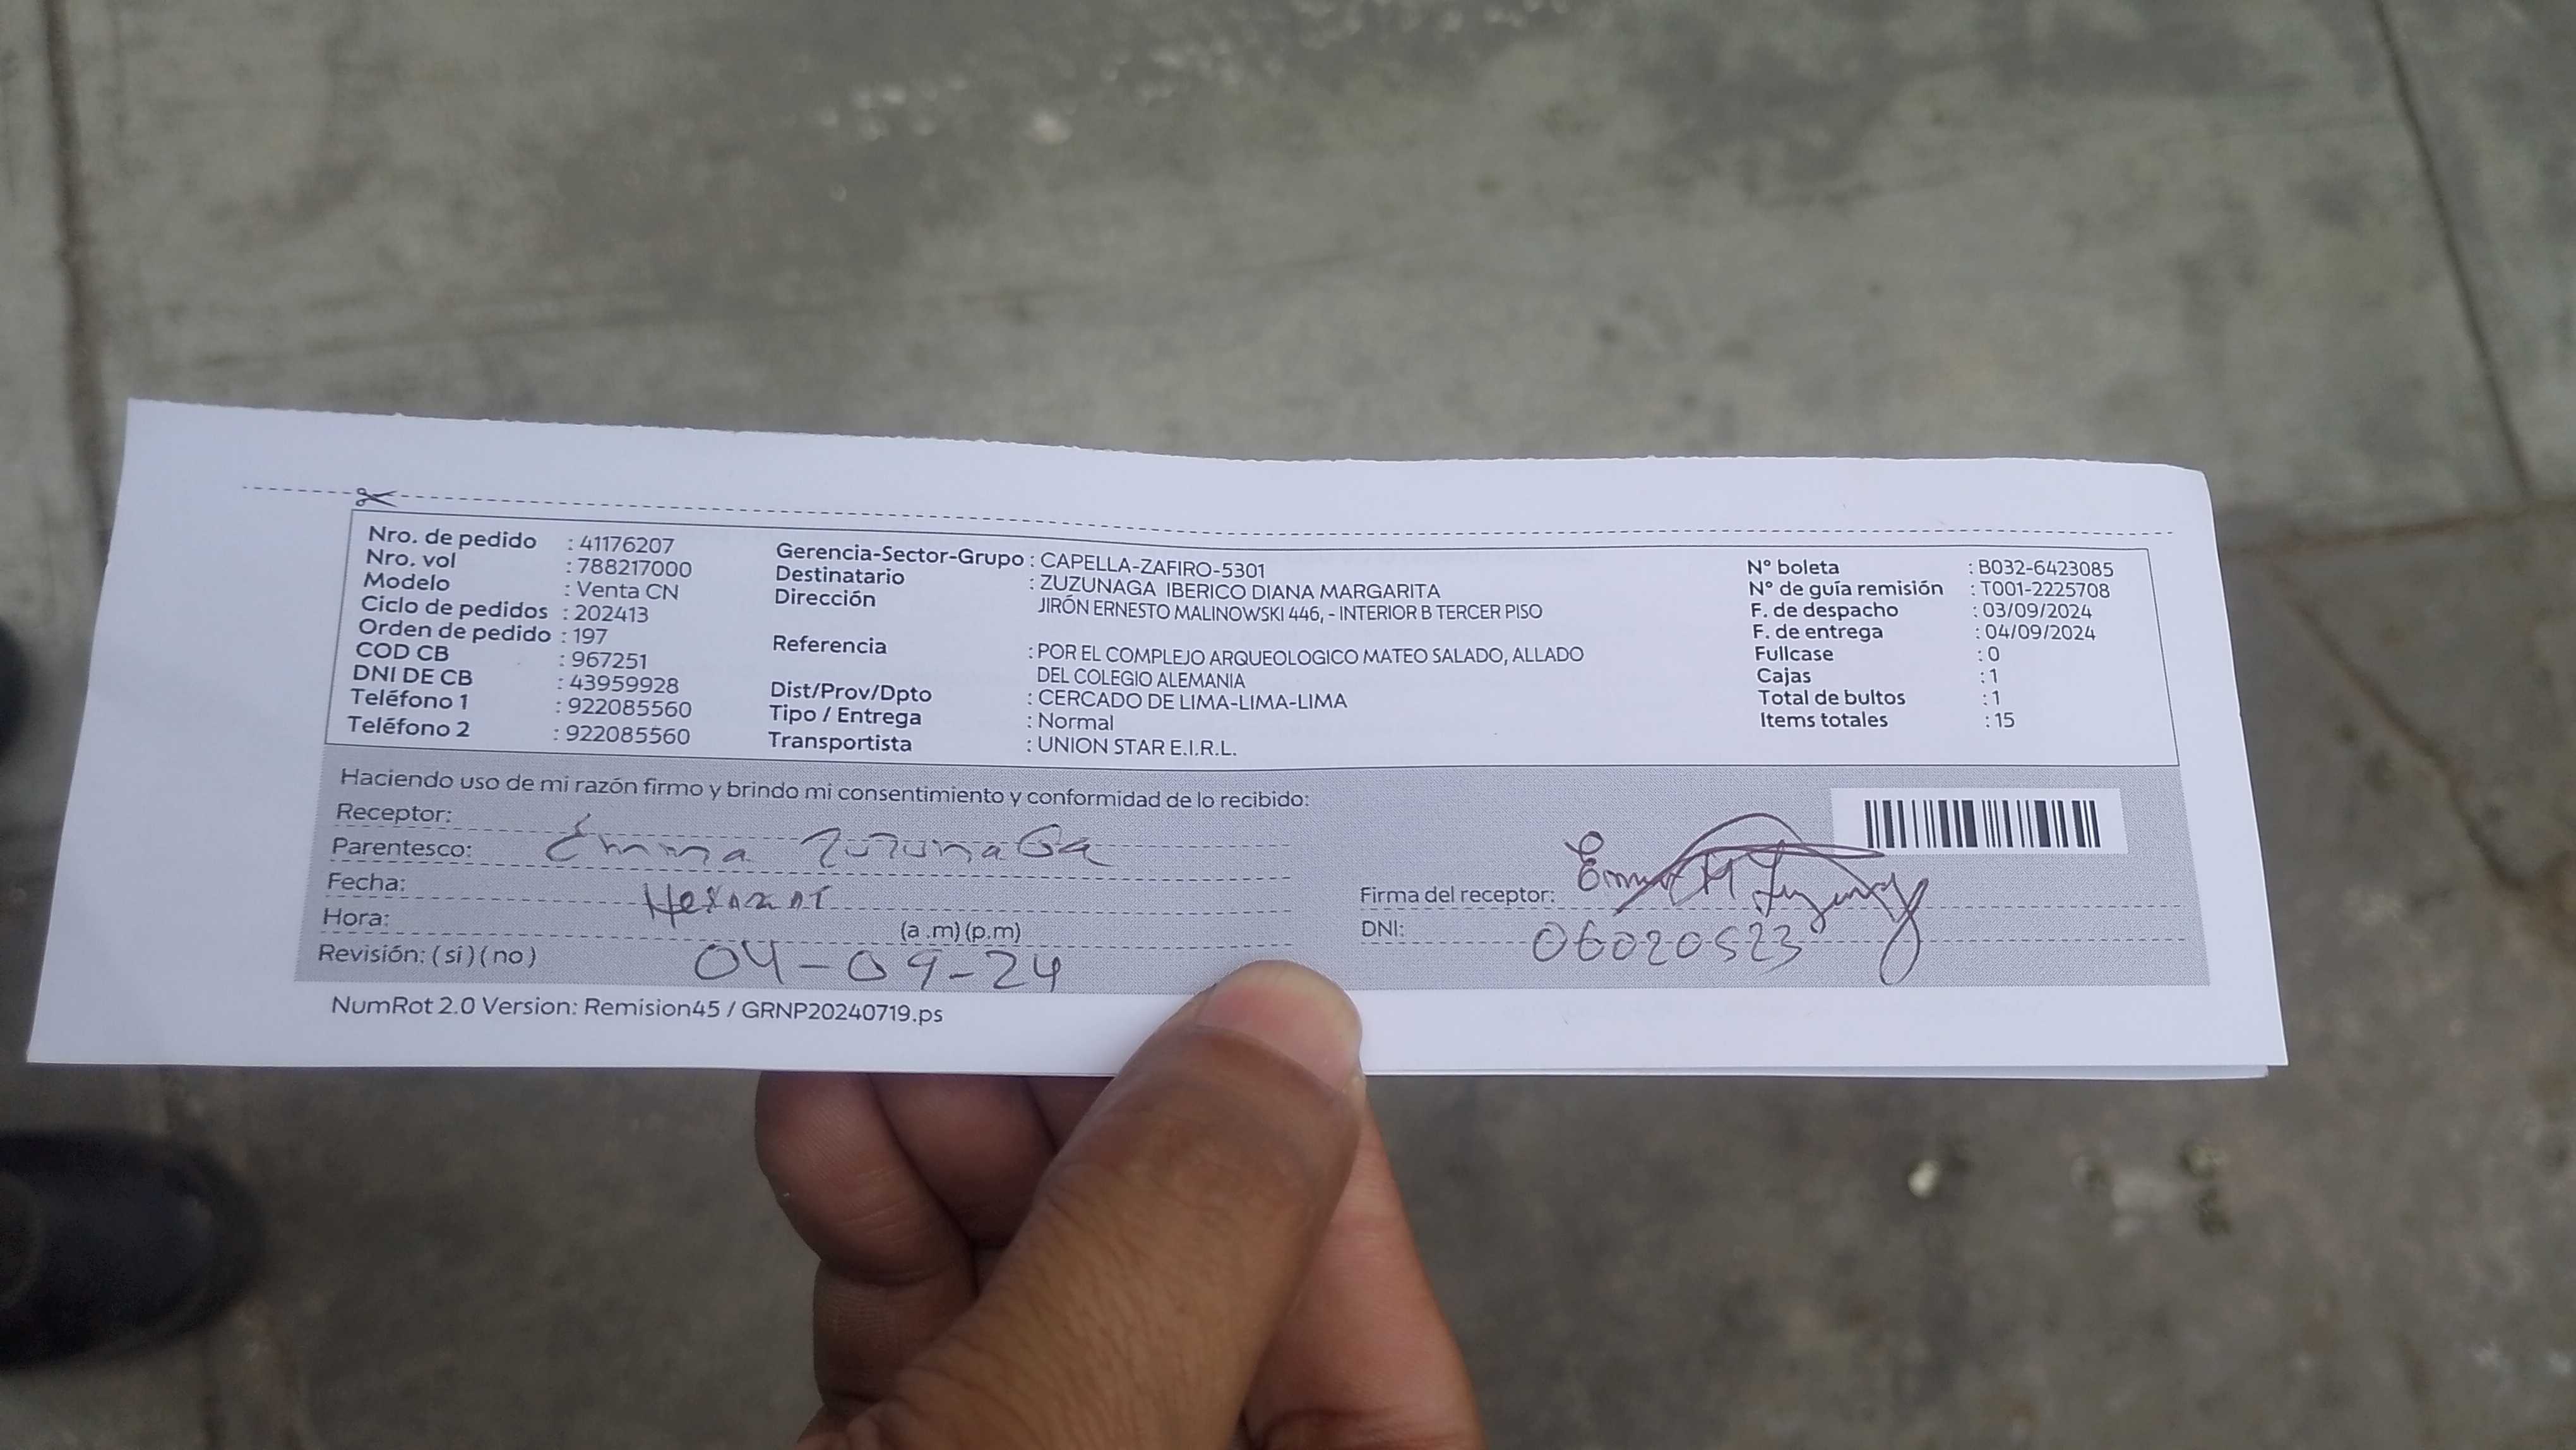 Nro. de pedido : 41176207
Nro. vol : 788217000
Modelo : Venta CN
Ciclo de pedidos : 202413
Orden de pedido : 197
COD CB : 967251
DNI DE CB : 43959928
Teléfono 1 : 922085560
Teléfono 2 : 922085560
Gerencia-Sector-Grupo : CAPELLA-ZAFIRO-5301
Destinatario : ZUZUNAGA IBERICO DIANA MARGARITA
Dirección JIRÓN ERNESTO MALINOWSKI 446, - INTERIOR B TERCER PISO
Referencia : POR EL COMPLEJO ARQUEOLOGICO MATEO SALADO, ALLADO
DEL COLEGIO ALEMANIA
Dist/Prov/Dpto : CERCADO DE LIMA-LIMA-LIMA
Tipo / Entrega : Normal
Transportista : UNION STAR E.I.R.L.
N° boleta : B032-6423085
N° de guía remisión : T001-2225708
F. de despacho : 03/09/2024
F. de entrega : 04/09/2024
Fullcase : 0
Cajas : 1
Total de bultos : 1
Items totales : 15
Haciendo uso de mi razón firmo y brindo mi consentimiento y conformidad de lo recibido:
Receptor:
Parentesco: Emma Zuzunaga
Fecha:
Hora: (a .m) (p.m)
Revisión: ( si ) ( no ) 04-09-24
Firma del receptor:
DNI: 06020523
NumRot 2.0 Version: Remision45 / GRNP20240719.ps